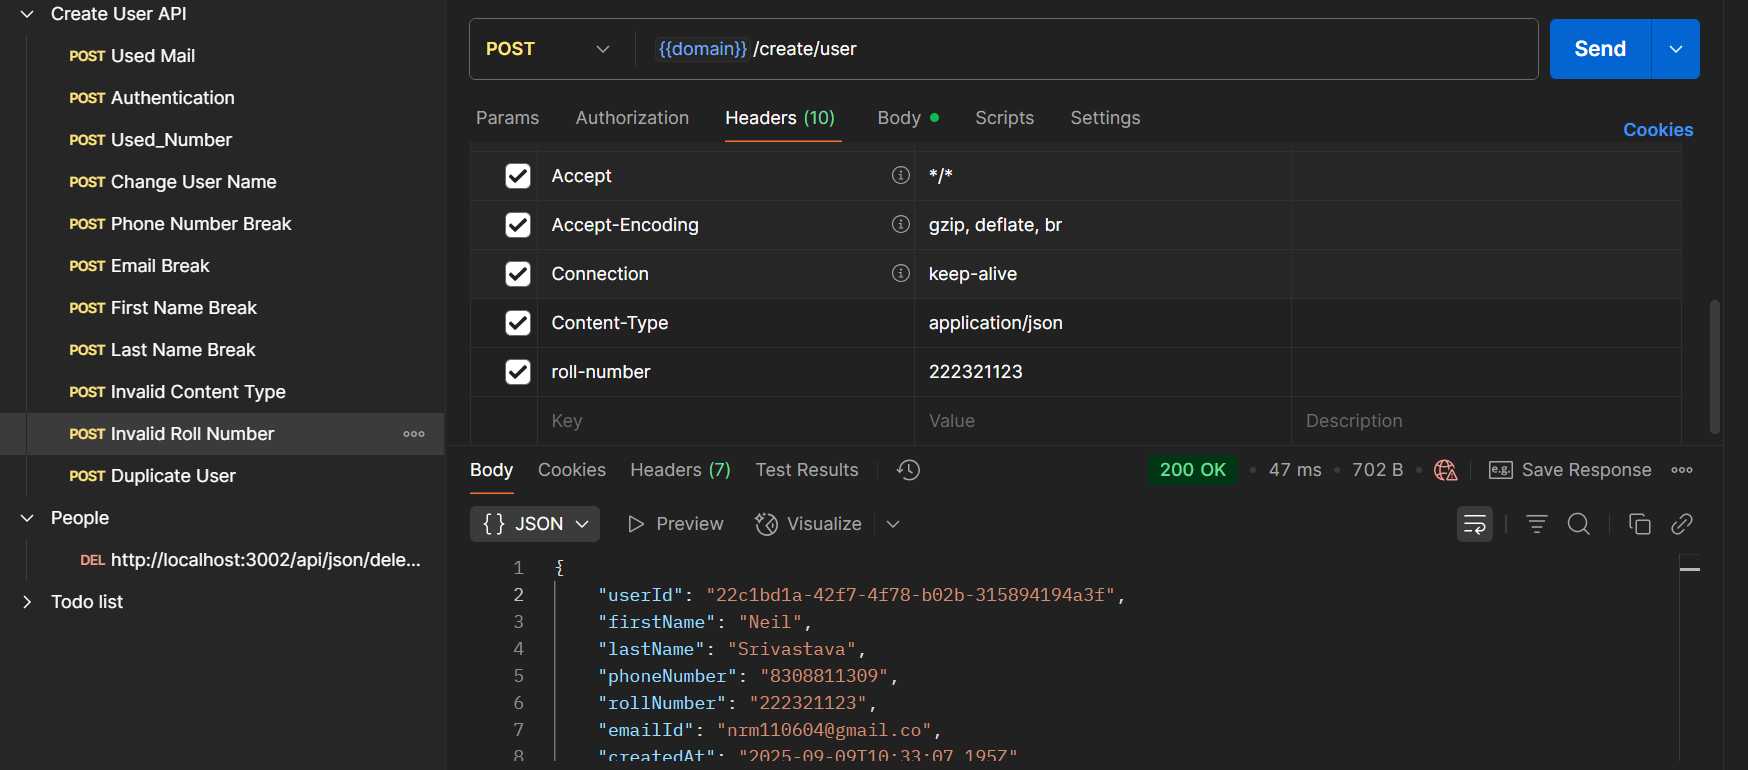 Create User API
POST Used Mail
POST Authentication
POST Used_Number
POST Change User Name
POST Phone Number Break
POST Email Break
POST First Name Break
POST Last Name Break
POST Invalid Content Type
POST Invalid Roll Number
POST Duplicate User
People
DEL http://localhost:3002/api/json/dele...
Todo list
POST {{domain}} /create/user Send
Params Authorization Headers (10) Body Scripts Settings Cookies
Accept */*
Accept-Encoding gzip, deflate, br
Connection keep-alive
Content-Type application/json
roll-number 222321123
Key Value Description
Body Cookies Headers (7) Test Results 200 OK • 47 ms • 702 B • e.g. Save Response
{} JSON Preview Visualize
1 {
2 "userId": "22c1bd1a-42f7-4f78-b02b-315894194a3f",
3 "firstName": "Neil",
4 "lastName": "Srivastava",
5 "phoneNumber": "8308811309",
6 "rollNumber": "222321123",
7 "emailId": "nrm110604@gmail.co",
8 "createdAt": "2025-09-09T10:33:07.195Z"